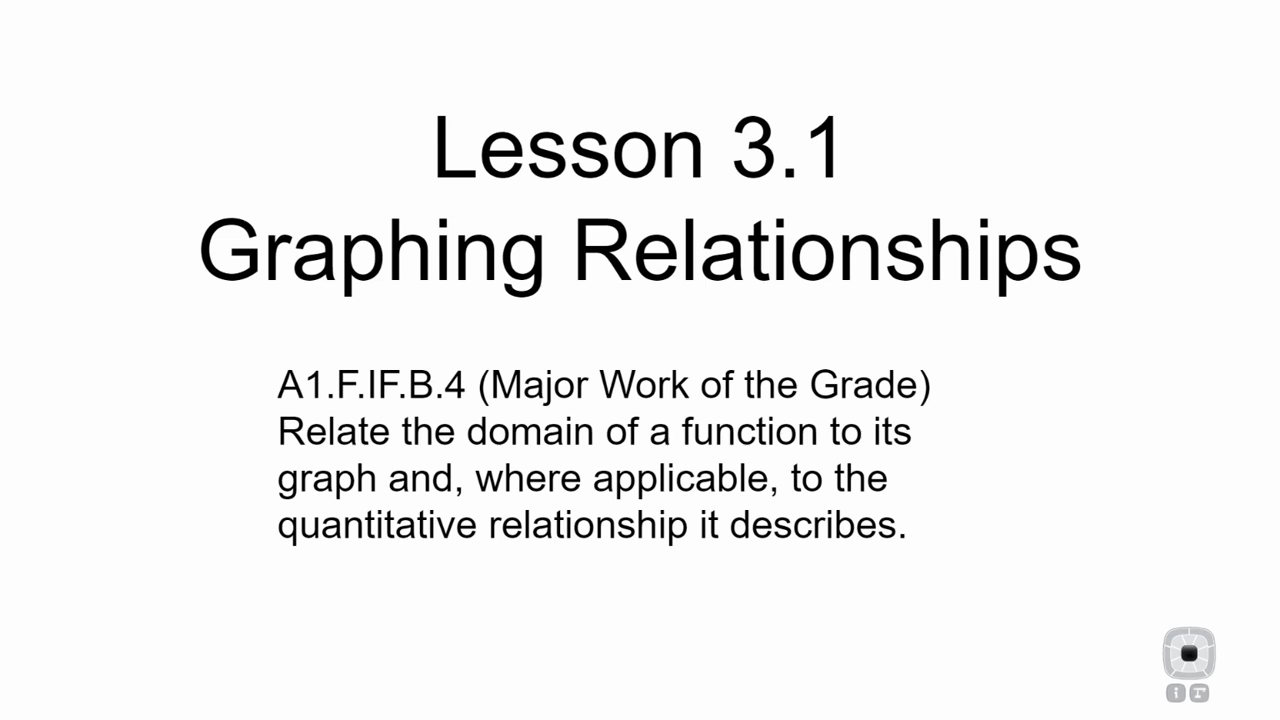 Lesson 3.1
Graphing Relationships
A1.F.IF.B.4 (Major Work of the Grade)
Relate the domain of a function to its
graph and, where applicable, to the
quantitative relationship it describes.
i T